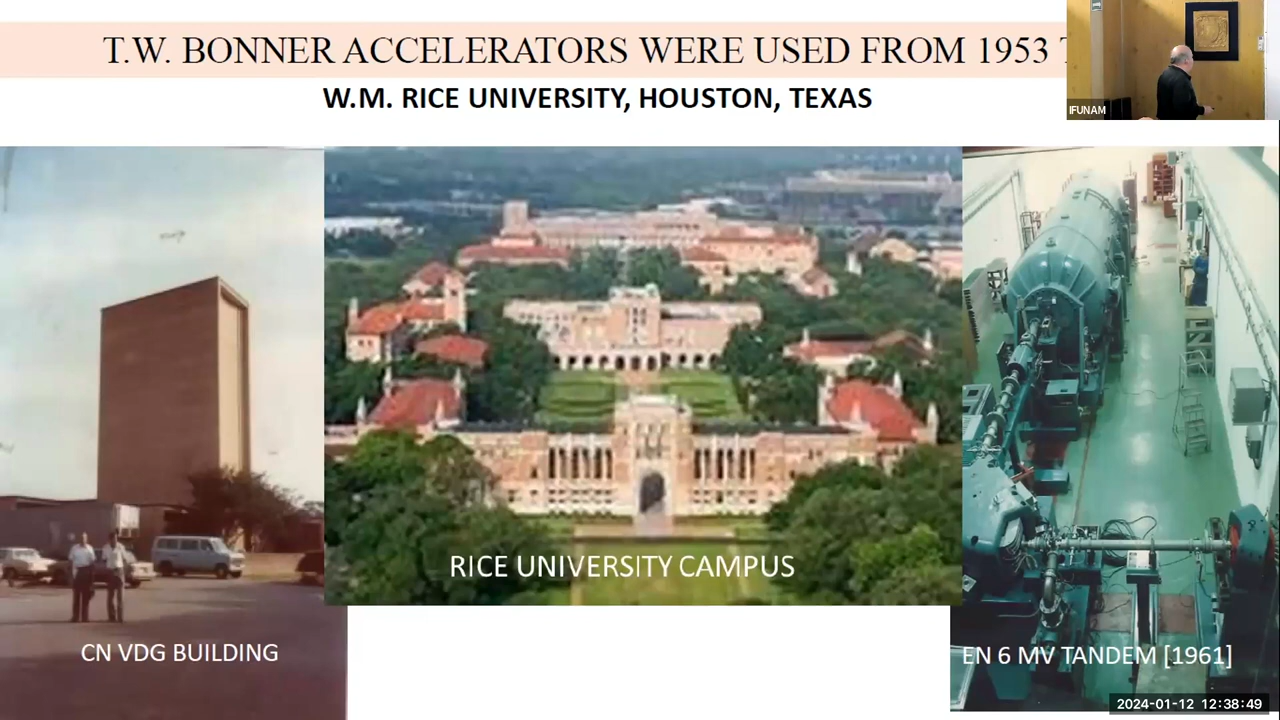 T.W. BONNER ACCELERATORS WERE USED FROM 1953
W.M. RICE UNIVERSITY, HOUSTON, TEXAS
IFUNAM
RICE UNIVERSITY CAMPUS
CN VDG BUILDING
EN 6 MV TANDEM [1961]
2024-01-12 12:38:49